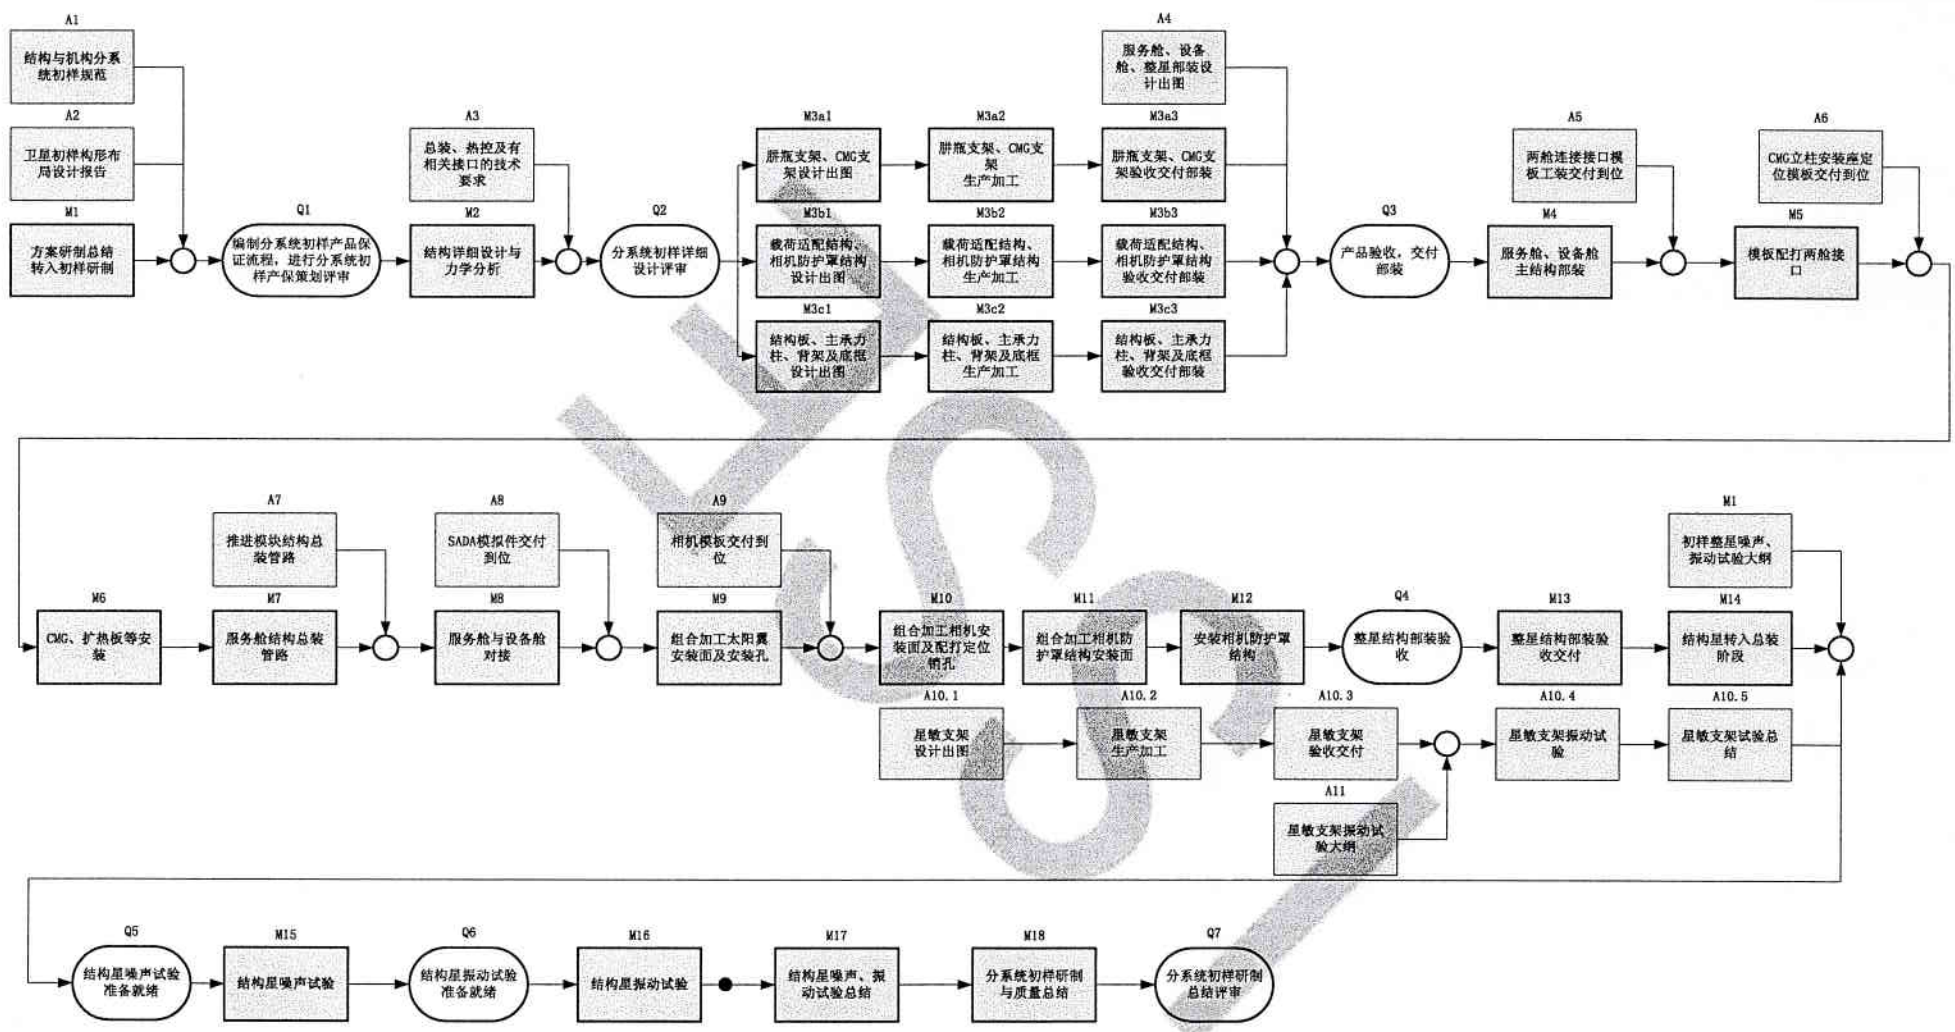 A1
结构与机构分系
统初样规范
A2
卫星初样构形布
局设计报告
M1
方案研制总结
转入初样研制
Q1
编制分系统初样产品保
证流程,进行分系统初
样产保策划评审
A3
总装、热控及有
相关接口的技术
要求
M2
结构详细设计与
力学分析
Q2
分系统初样详细
设计评审
M3a1
肼瓶支架、CMG支
架设计出图
M3a2
肼瓶支架、CMG支
架
生产加工
A4
服务舱、设备
舱、整星部装设
计出图
M3a3
肼瓶支架、CMG支
架验收交付部装
M3b1
载荷适配结构、
相机防护罩结构
设计出图
M3b2
载荷适配结构、
相机防护罩结构
生产加工
M3b3
载荷适配结构、
相机防护罩结构
验收交付部装
M3c1
结构板、主承力
柱、背架及底框
设计出图
M3c2
结构板、主承力
柱、背架及底框
生产加工
M3c3
结构板、主承力
柱、背架及底框
验收交付部装
Q3
产品验收,交付
部装
A5
两舱连接接口模
板工装交付到位
M4
服务舱、设备舱
主结构部装
A6
CMG立柱安装座定
位模板交付到位
M5
模板配打两舱接
口
M6
CMG、扩热板等安
装
A7
推进模块结构总
装管路
M7
服务舱结构总装
管路
A8
SADA模拟件交付
到位
M8
服务舱与设备舱
对接
A9
相机模板交付到
位
M9
组合加工太阳翼
安装面及安装孔
M10
组合加工相机安
装面及配打定位
销孔
M11
组合加工相机防
护罩结构安装面
M12
安装相机防护罩
结构
Q4
整星结构部装验
收
M13
整星结构部装验
收交付
M1
初样整星噪声、
振动试验大纲
M14
结构星转入总装
阶段
A10.1
星敏支架
设计出图
A10.2
星敏支架
生产加工
A10.3
星敏支架
验收交付
A10.4
星敏支架振动试
验
A10.5
星敏支架试验总
结
A11
星敏支架振动试
验大纲
Q5
结构星噪声试验
准备就绪
M15
结构星噪声试验
Q6
结构星振动试验
准备就绪
M16
结构星振动试验
M17
结构星噪声、振
动试验总结
M18
分系统初样研制
与质量总结
Q7
分系统初样研制
总结评审